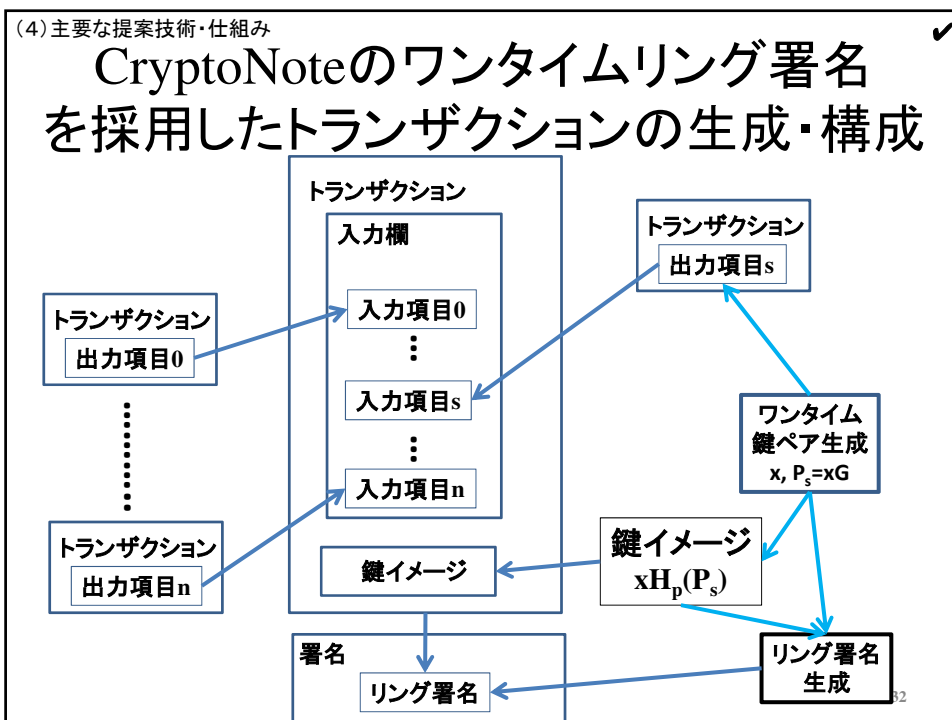 (4)主要な提案技術・仕組み
✔
CryptoNoteのワンタイムリング署名
を採用したトランザクションの生成・構成
トランザクション
入力欄
入力項目0
⋮
入力項目s
⋮
入力項目n
鍵イメージ
署名
リング署名
トランザクション
出力項目0
トランザクション
出力項目n
トランザクション
出力項目s
ワンタイム
鍵ペア生成
x, Ps=xG
鍵イメージ
xHp(Ps)
リング署名
生成
32